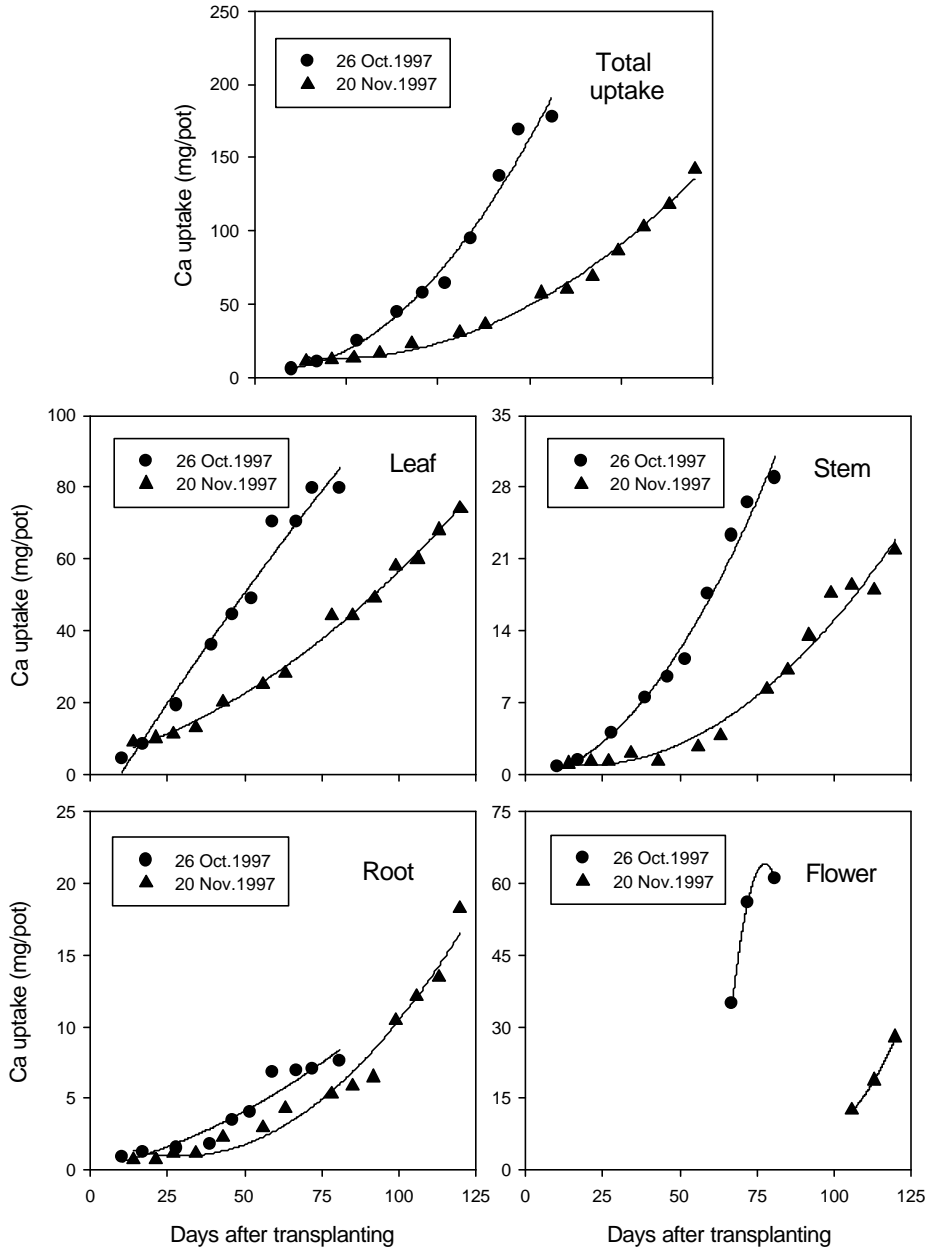 250
200
150
100
50
0
Ca uptake (mg/pot)
26 Oct.1997
20 Nov.1997
Total
uptake
100
80
60
40
20
0
Ca uptake (mg/pot)
26 Oct.1997
20 Nov.1997
Leaf
35
28
21
14
7
0
26 Oct.1997
20 Nov.1997
Stem
25
20
15
10
5
0
Ca uptake (mg/pot)
26 Oct.1997
20 Nov.1997
Root
0 25 50 75 100 125
Days after transplanting
75
60
45
30
15
0
26 Oct.1997
20 Nov.1997
Flower
0 25 50 75 100 125
Days after transplanting